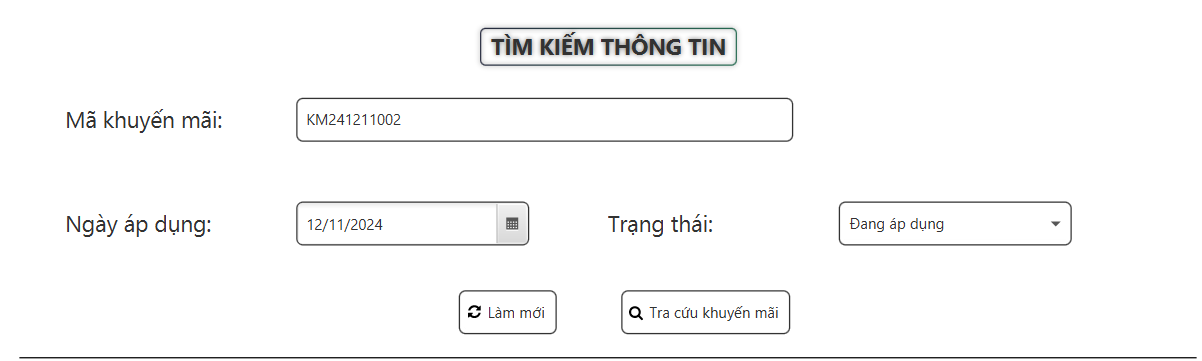 TÌM KIẾM THÔNG TIN
Mã khuyến mãi: KM241211002
Ngày áp dụng: 12/11/2024 Trạng thái: Đang áp dụng
Làm mới Tra cứu khuyến mãi